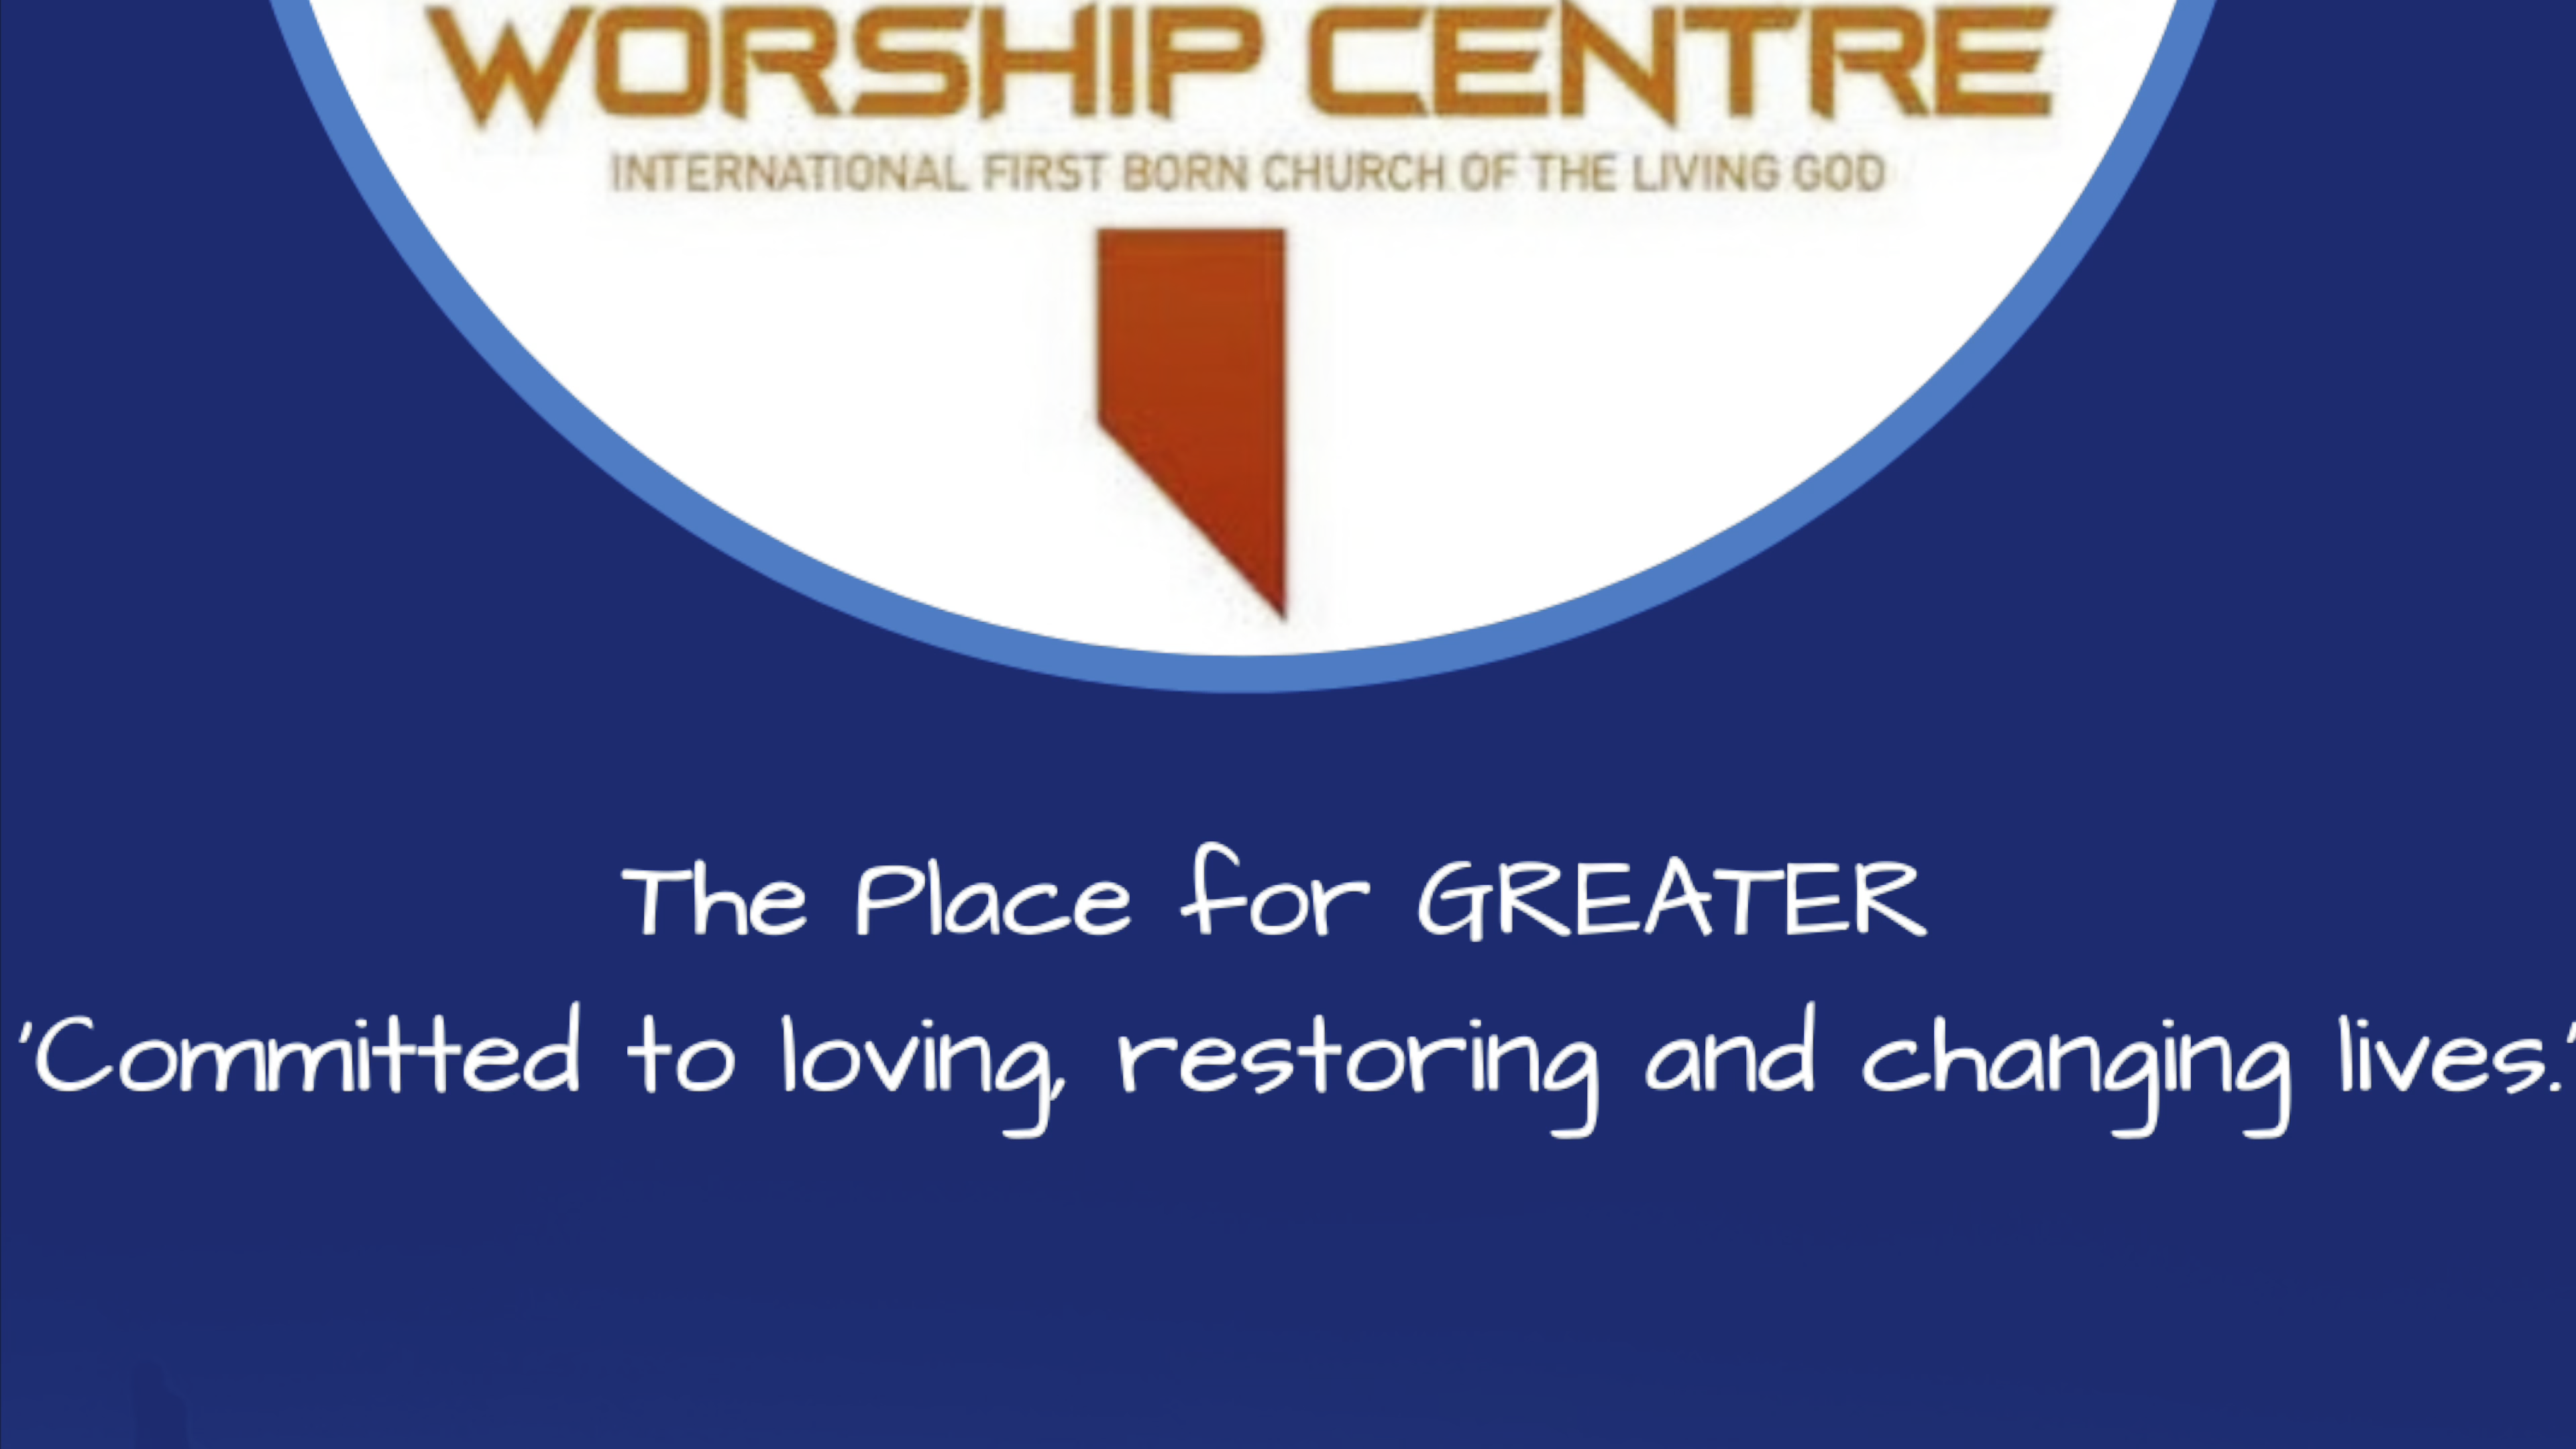 WORSHIP CENTRE
INTERNATIONAL FIRST BORN CHURCH OF THE LIVING GOD
The Place for GREATER
'Committed to loving, restoring and changing lives.'